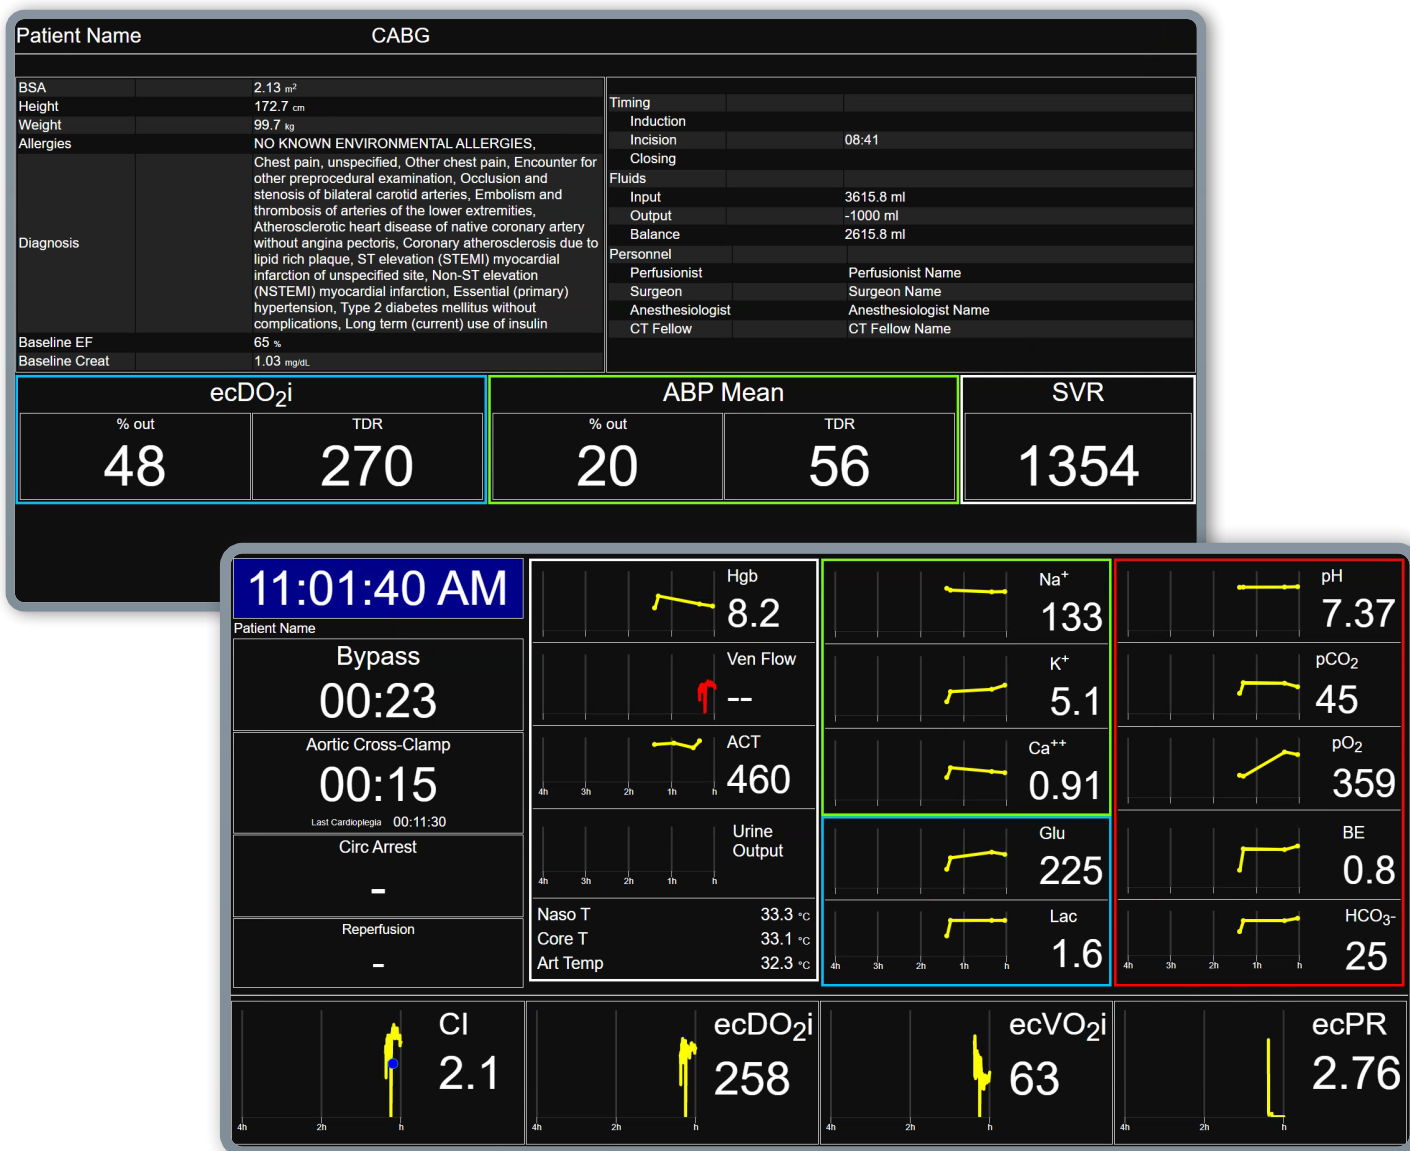 Patient Name CABG
BSA 2.13 m²
Height 172.7 cm
Weight 99.7 kg
Allergies NO KNOWN ENVIRONMENTAL ALLERGIES,
Diagnosis
Chest pain, unspecified, Other chest pain, Encounter for
other preprocedural examination, Occlusion and
stenosis of bilateral carotid arteries, Embolism and
thrombosis of arteries of the lower extremities,
Atherosclerotic heart disease of native coronary artery
without angina pectoris, Coronary atherosclerosis due to
lipid rich plaque, ST elevation (STEMI) myocardial
infarction of unspecified site, Non-ST elevation
(NSTEMI) myocardial infarction, Essential (primary)
hypertension, Type 2 diabetes mellitus without
complications, Long term (current) use of insulin
Baseline EF 65 %
Baseline Creat 1.03 mg/dL
Timing
Induction
Incision 08:41
Closing
Fluids
Input 3615.8 ml
Output -1000 ml
Balance 2615.8 ml
Personnel
Perfusionist Perfusionist Name
Surgeon Surgeon Name
Anesthesiologist Anesthesiologist Name
CT Fellow CT Fellow Name
ecDO₂i
% out TDR
48 270
ABP Mean
% out TDR
20 56
SVR
1354
11:01:40 AM
Patient Name
Bypass
00:23
Aortic Cross-Clamp
00:15
Last Cardioplegia 00:11:30
Circ Arrest
-
Reperfusion
-
Hgb
8.2
Ven Flow
--
ACT
460
4h 3h 2h 1h h
Urine
Output
4h 3h 2h 1h h
Naso T 33.3 °C
Core T 33.1 °C
Art Temp 32.3 °C
Na⁺
133
K⁺
5.1
Ca⁺⁺
0.91
Glu
225
Lac
1.6
4h 3h 2h 1h h
pH
7.37
pCO₂
45
pO₂
359
BE
0.8
HCO₃-
25
4h 3h 2h 1h h
CI
2.1
4h 2h h
ecDO₂i
258
4h 2h h
ecVO₂i
63
4h 2h h
ecPR
2.76
4h 2h h